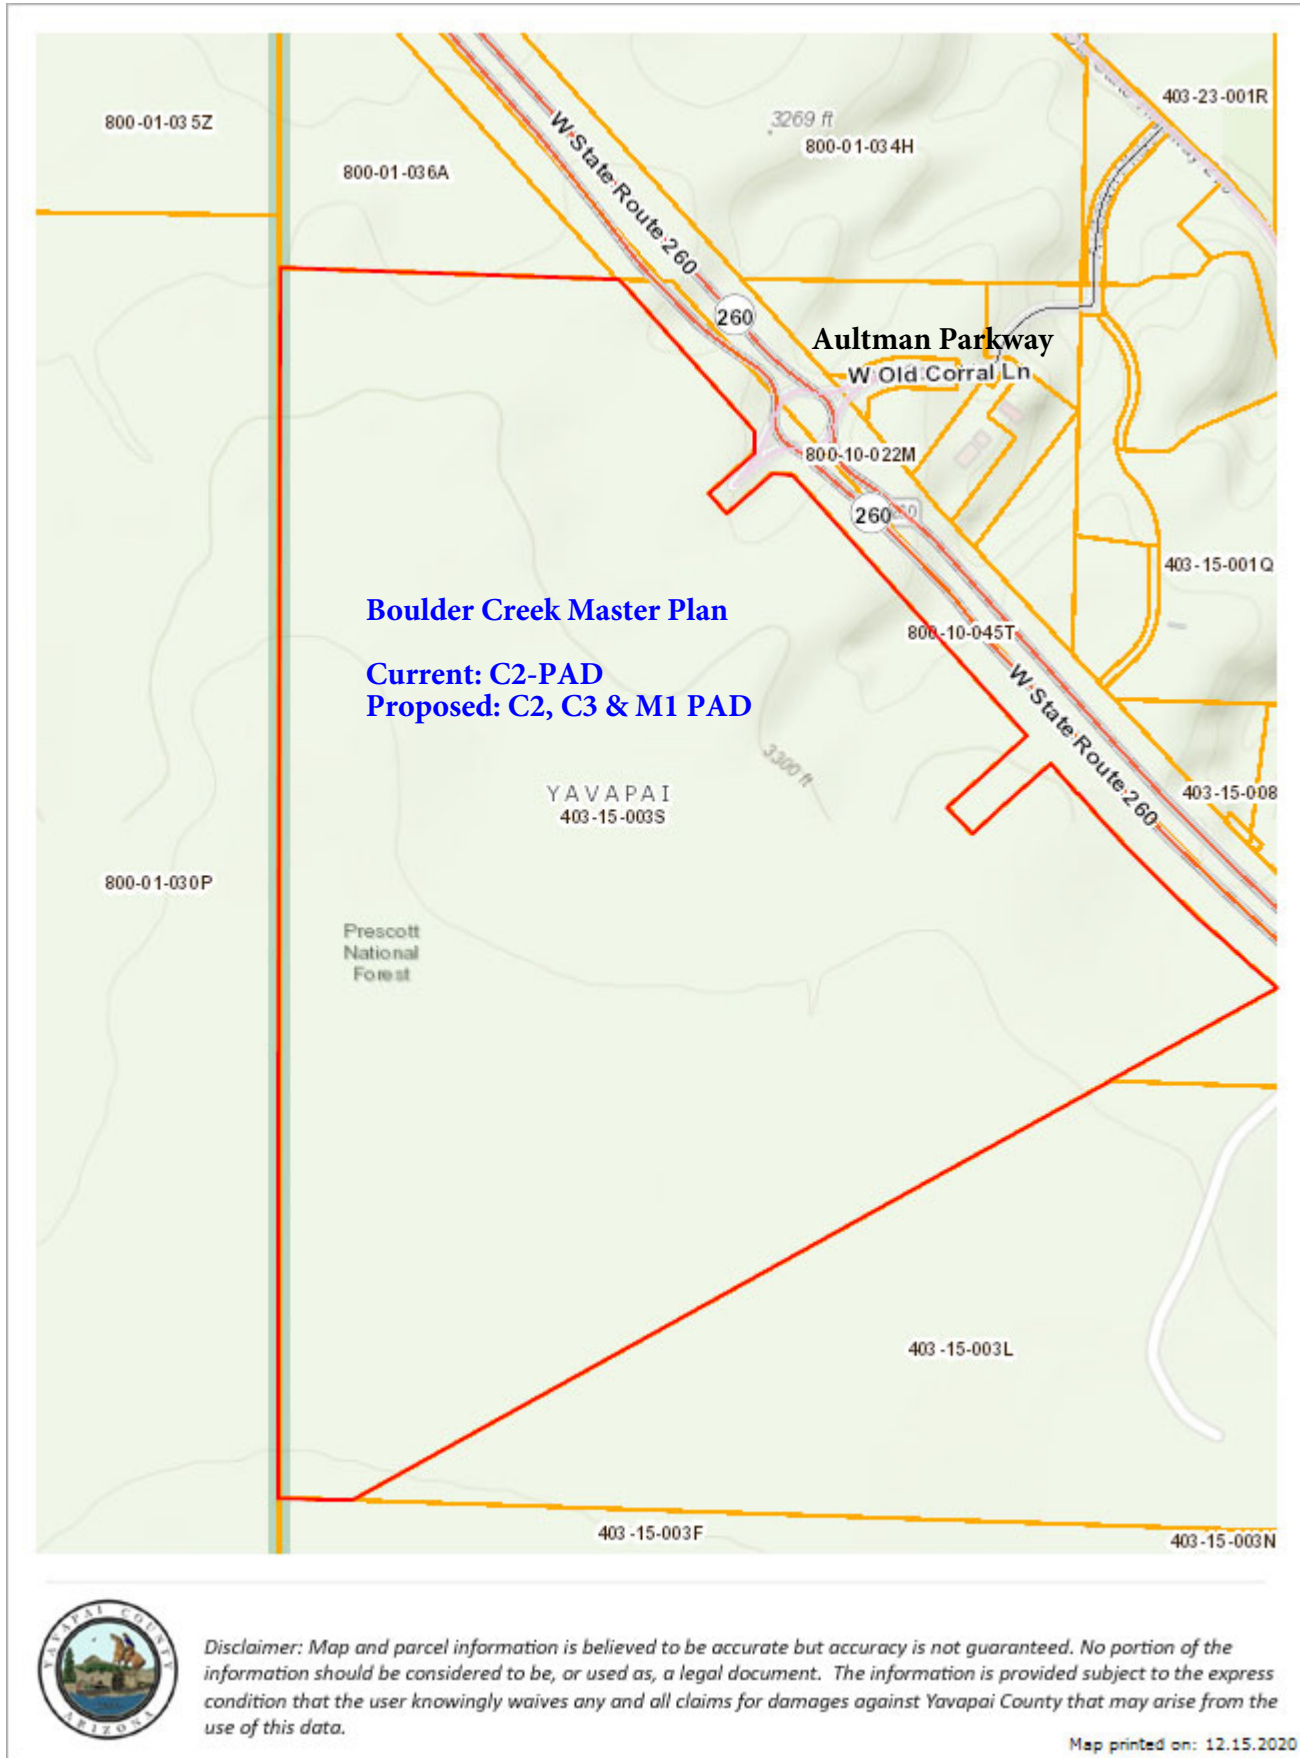 403-23-001R
800-01-035Z
3269 ft
800-01-034H
800-01-036A
W State Route 260
260
Aultman Parkway
W Old Corral Ln
800-10-022M
260
403-15-001Q
Boulder Creek Master Plan
800-10-045T
Current: C2-PAD
Proposed: C2, C3 & M1 PAD
W State Route 260
3300 ft
YAVAPAI
403-15-003S
403-15-008
800-01-030P
Prescott
National
Forest
403-15-003L
403-15-003F
403-15-003N
YAVAPAI COUNTY
ARIZONA
Disclaimer: Map and parcel information is believed to be accurate but accuracy is not guaranteed. No portion of the
information should be considered to be, or used as, a legal document. The information is provided subject to the express
condition that the user knowingly waives any and all claims for damages against Yavapai County that may arise from the
use of this data.
Map printed on: 12.15.2020